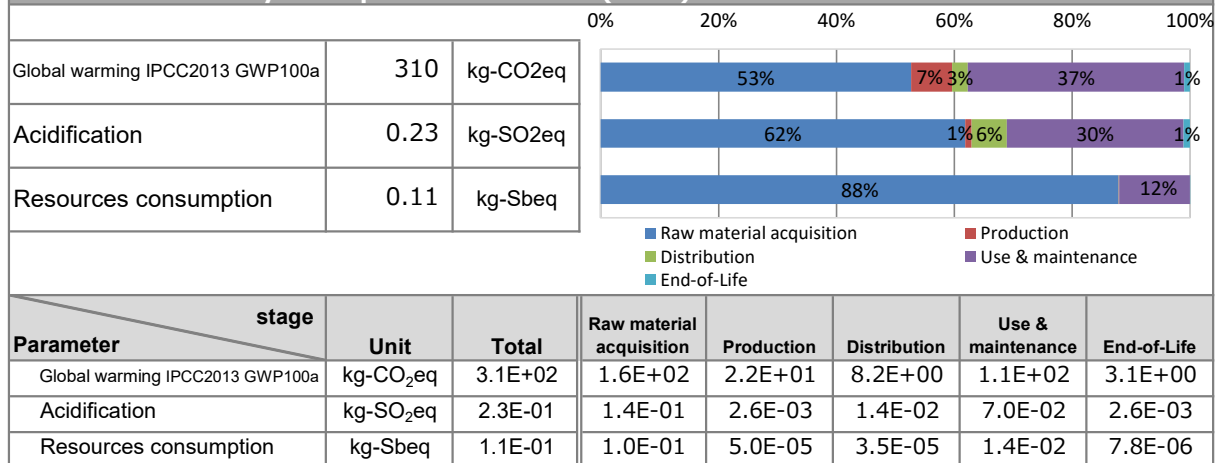 0% 20% 40% 60% 80% 100%
Global warming IPCC2013 GWP100a 310 kg-CO2eq 53% 7% 3% 37% 1%
Acidification 0.23 kg-SO2eq 62% 1% 6% 30% 1%
Resources consumption 0.11 kg-Sbeq 88% 12%
Raw material acquisition Production
Distribution Use & maintenance
End-of-Life
stage
Parameter Unit Total Raw material acquisition Production Distribution Use & maintenance End-of-Life
Global warming IPCC2013 GWP100a kg-CO₂eq 3.1E+02 1.6E+02 2.2E+01 8.2E+00 1.1E+02 3.1E+00
Acidification kg-SO₂eq 2.3E-01 1.4E-01 2.6E-03 1.4E-02 7.0E-02 2.6E-03
Resources consumption kg-Sbeq 1.1E-01 1.0E-01 5.0E-05 3.5E-05 1.4E-02 7.8E-06